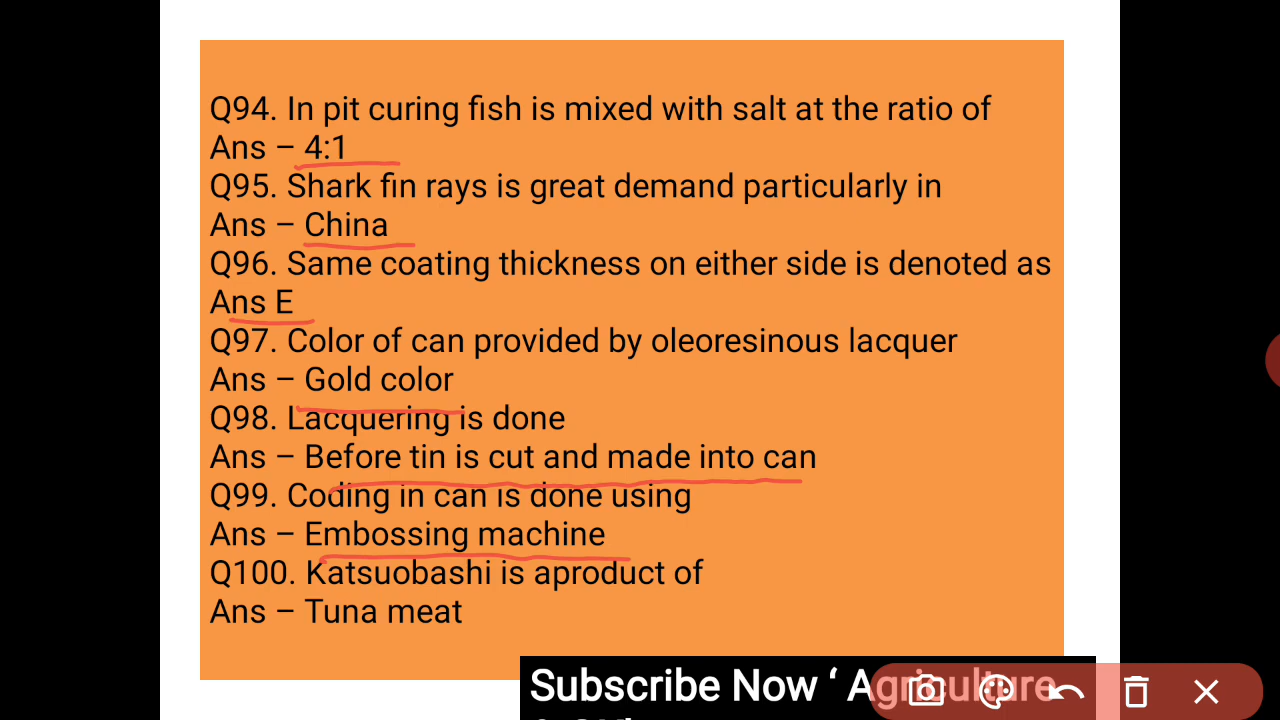 Q94. In pit curing fish is mixed with salt at the ratio of
Ans – 4:1
Q95. Shark fin rays is great demand particularly in
Ans – China
Q96. Same coating thickness on either side is denoted as
Ans E
Q97. Color of can provided by oleoresinous lacquer
Ans – Gold color
Q98. Lacquering is done
Ans – Before tin is cut and made into can
Q99. Coding in can is done using
Ans – Embossing machine
Q100. Katsuobashi is aproduct of
Ans – Tuna meat
Subscribe Now ‘ Agriculture